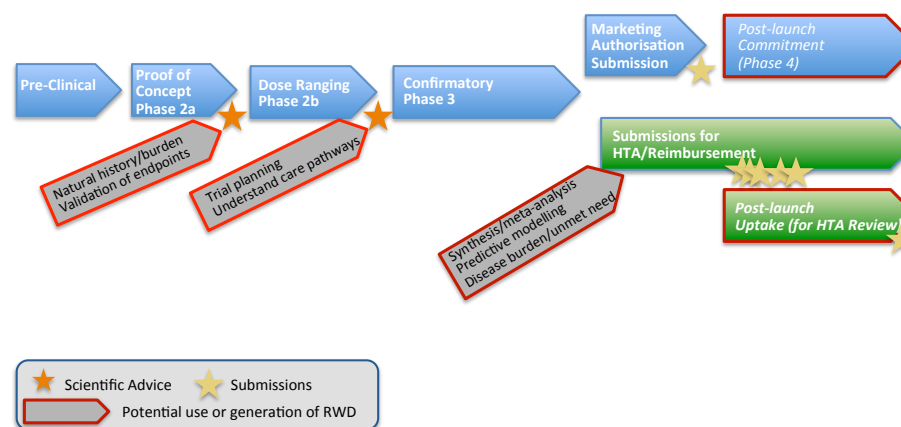 Pre-Clinical
Proof of
Concept
Phase 2a
Dose Ranging
Phase 2b
Confirmatory
Phase 3
Marketing
Authorisation
Submission
Post-launch
Commitment
(Phase 4)
Natural history/burden
Validation of endpoints
Trial planning
Understand care pathways
Synthesis/meta-analysis
Predictive modelling
Disease burden/unmet need
Submissions for
HTA/Reimbursement
Post-launch
Uptake (for HTA Review)
Scientific Advice
Submissions
Potential use or generation of RWD